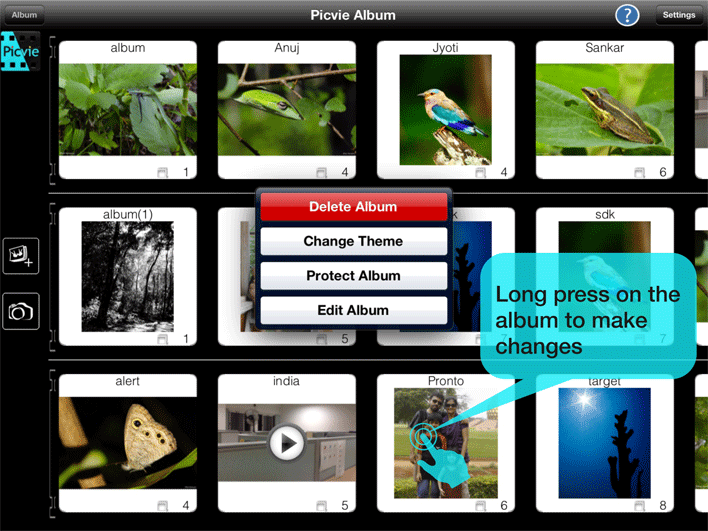 Album
Picvie Album
?
Settings
Picvie
album
Anuj
Jyoti
Sankar
1
4
4
6
album(1)
k
sdk
Delete Album
Change Theme
Protect Album
Edit Album
Long press on the
album to make
changes
1
5
7
7
alert
india
Pronto
target
4
5
6
8